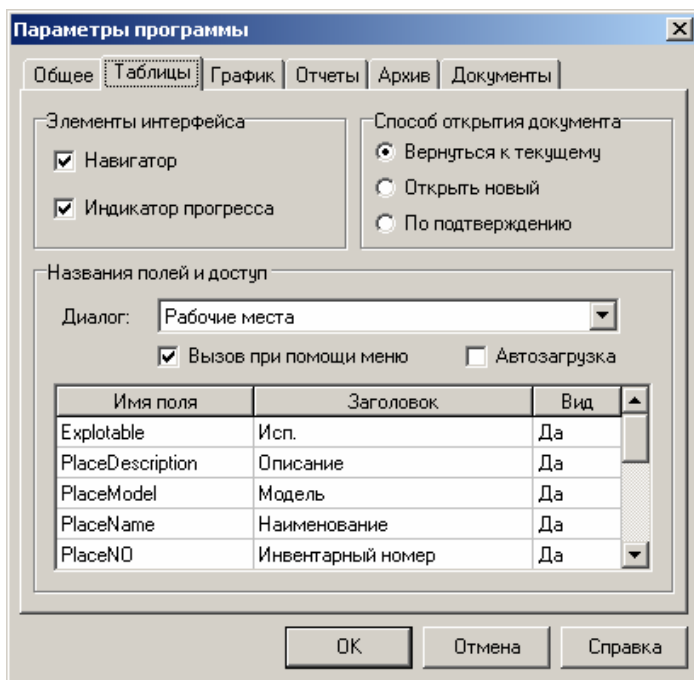 Параметры программы
Общее Таблицы График Отчеты Архив Документы
Элементы интерфейса
Навигатор
Индикатор прогресса
Способ открытия документа
Вернуться к текущему
Открыть новый
По подтверждению
Названия полей и доступ
Диалог: Рабочие места
Вызов при помощи меню Автозагрузка
Имя поля Заголовок Вид
Explotable Исп. Да
PlaceDescription Описание Да
PlaceModel Модель Да
PlaceName Наименование Да
PlaceNO Инвентарный номер Да
OK Отмена Справка